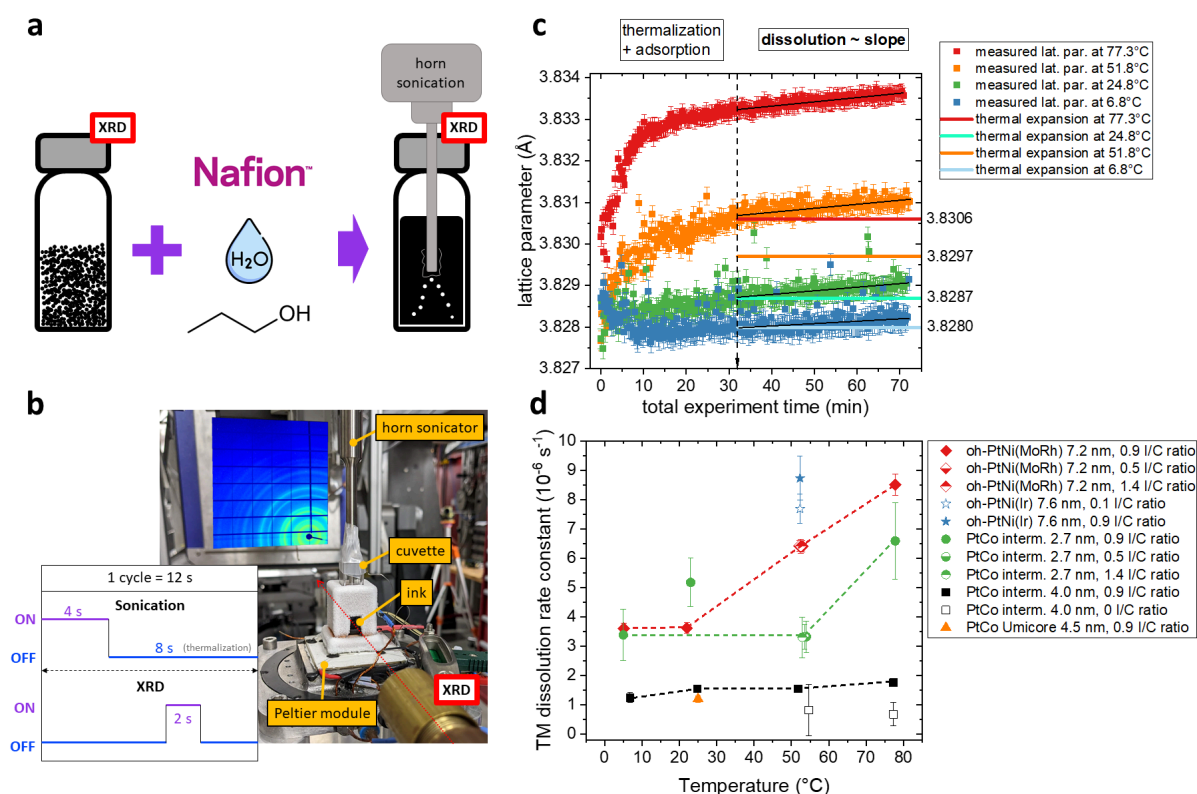 a
XRD
Nafion™
H₂O
OH
horn
sonication
XRD
b
horn sonicator
cuvette
ink
XRD
Peltier module
1 cycle = 12 s
Sonication
ON
4 s
8 s (thermalization)
OFF
XRD
ON
2 s
OFF
c
thermalization
+ adsorption
dissolution ~ slope
lattice parameter (Å)
3.834
3.833
3.832
3.831
3.830
3.829
3.828
3.827
0 10 20 30 40 50 60 70
total experiment time (min)
3.8306
3.8297
3.8287
3.8280
measured lat. par. at 77.3°C
measured lat. par. at 51.8°C
measured lat. par. at 24.8°C
measured lat. par. at 6.8°C
thermal expansion at 77.3°C
thermal expansion at 24.8°C
thermal expansion at 51.8°C
thermal expansion at 6.8°C
d
TM dissolution rate constant (10⁻⁶ s⁻¹)
10
9
8
7
6
5
4
3
2
1
0
0 10 20 30 40 50 60 70 80
Temperature (°C)
oh-PtNi(MoRh) 7.2 nm, 0.9 I/C ratio
oh-PtNi(MoRh) 7.2 nm, 0.5 I/C ratio
oh-PtNi(MoRh) 7.2 nm, 1.4 I/C ratio
oh-PtNi(Ir) 7.6 nm, 0.1 I/C ratio
oh-PtNi(Ir) 7.6 nm, 0.9 I/C ratio
PtCo interm. 2.7 nm, 0.9 I/C ratio
PtCo interm. 2.7 nm, 0.5 I/C ratio
PtCo interm. 2.7 nm, 1.4 I/C ratio
PtCo interm. 4.0 nm, 0.9 I/C ratio
PtCo interm. 4.0 nm, 0 I/C ratio
PtCo Umicore 4.5 nm, 0.9 I/C ratio